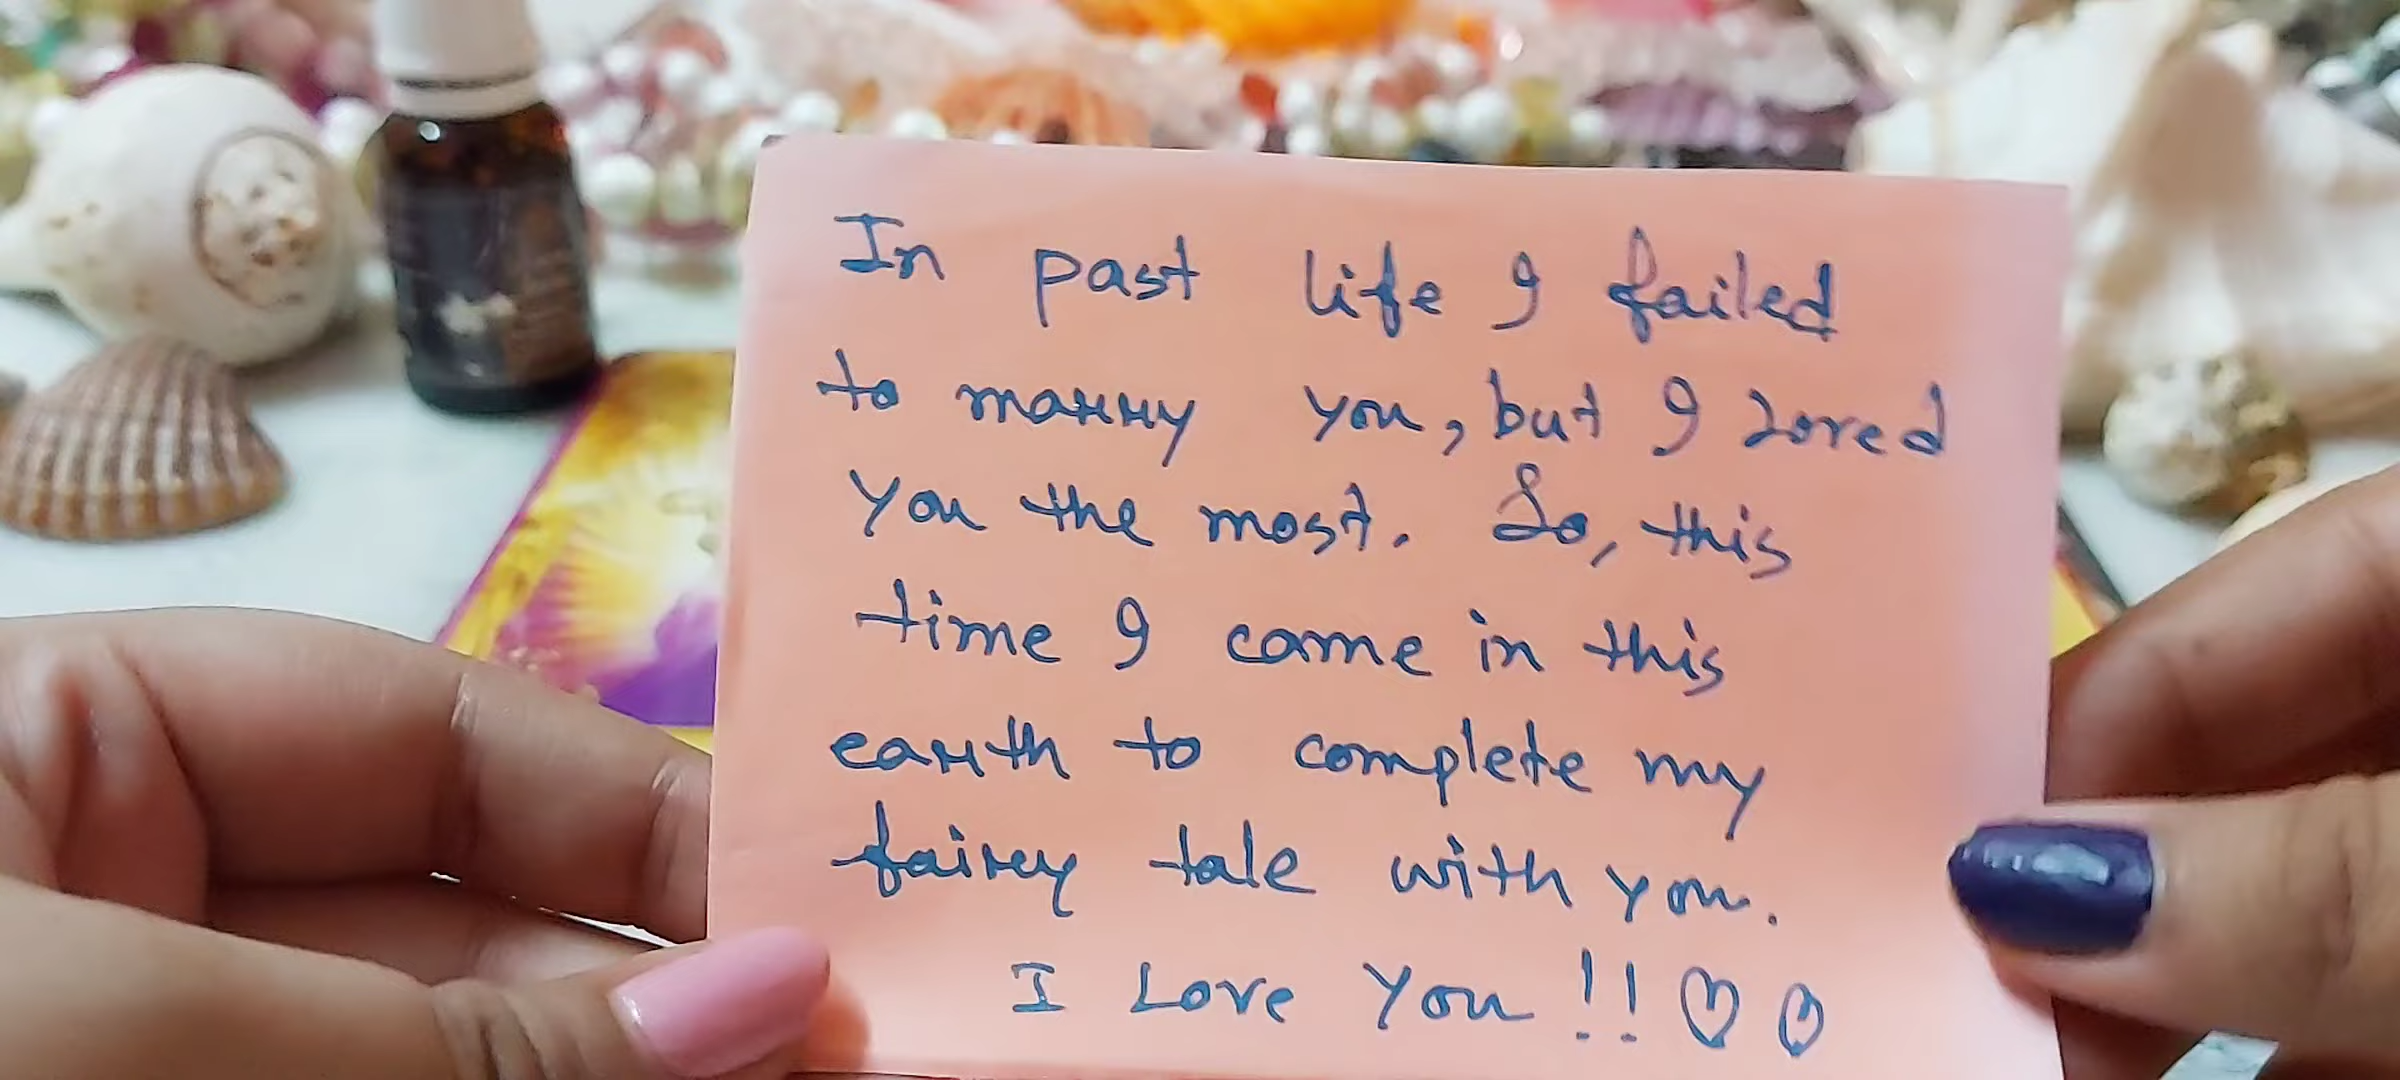 In past life I failed
to marry you, but I loved
you the most. So, this
time I came in this
earth to complete my
fairey tale with you.
I Love You !! ♡ ♡